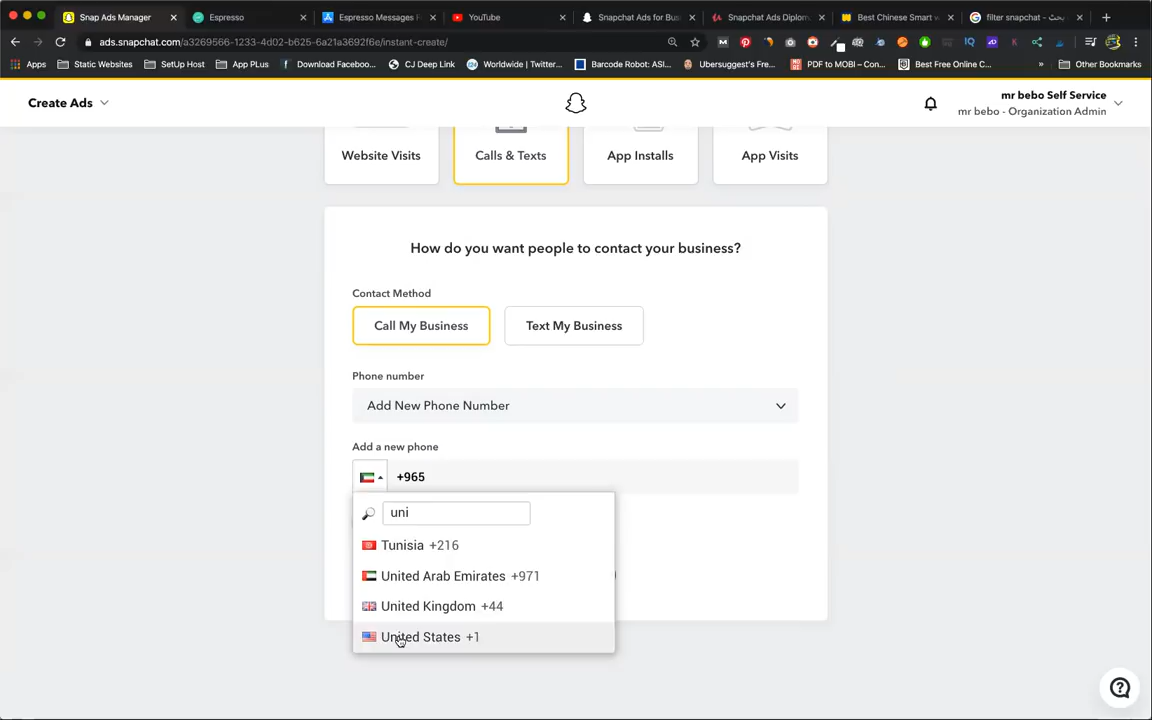 Snap Ads Manager
Espresso
Espresso Messages F
YouTube
Snapchat Ads for Busi
Snapchat Ads Diplom
Best Chinese Smart w
filter snapchat - بحث
ads.snapchat.com/a3269566-1233-4d02-b625-6a21a3692f6e/instant-create/
Apps
Static Websites
SetUp Host
App PLus
Download Faceboo...
CJ Deep Link
Worldwide | Twitter...
Barcode Robot: ASI...
Ubersuggest's Fre...
PDF to MOBI – Con...
Best Free Online C...
»
Other Bookmarks
Create Ads
mr bebo Self Service
mr bebo - Organization Admin
Website Visits
Calls & Texts
App Installs
App Visits
How do you want people to contact your business?
Contact Method
Call My Business
Text My Business
Phone number
Add New Phone Number
Add a new phone
+965
uni
Tunisia +216
United Arab Emirates +971
United Kingdom +44
United States +1